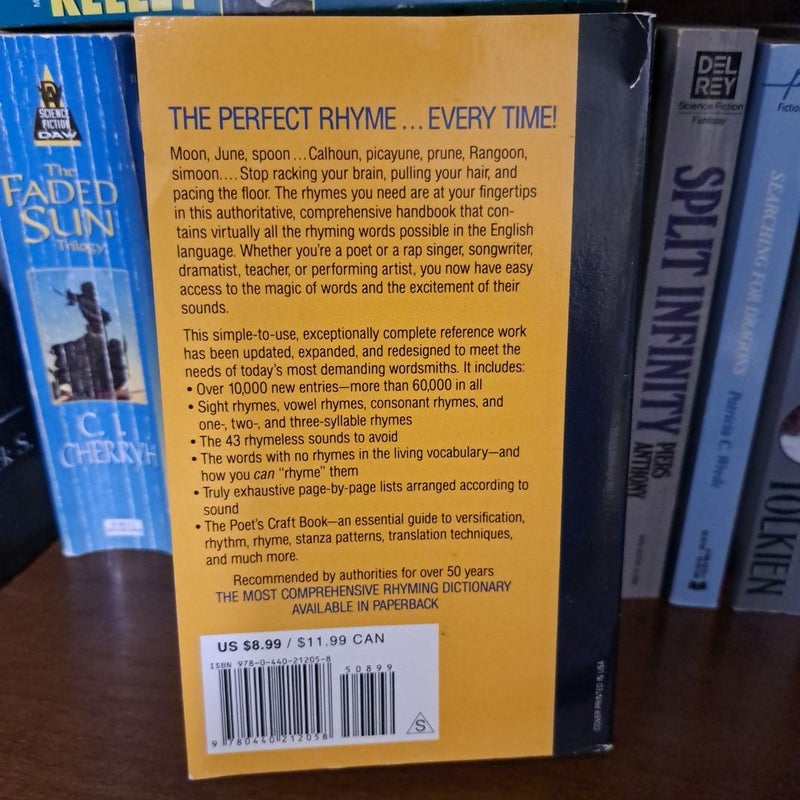 KELLEY
SCIENCE
FICTION
DAW
The
FADED
SUN
Trilogy
C. J.
CHERRYH
THE PERFECT RHYME ... EVERY TIME!
Moon, June, spoon ... Calhoun, picayune, prune, Rangoon,
simoon.... Stop racking your brain, pulling your hair, and
pacing the floor. The rhymes you need are at your fingertips
in this authoritative, comprehensive handbook that con-
tains virtually all the rhyming words possible in the English
language. Whether you're a poet or a rap singer, songwriter,
dramatist, teacher, or performing artist, you now have easy
access to the magic of words and the excitement of their
sounds.
This simple-to-use, exceptionally complete reference work
has been updated, expanded, and redesigned to meet the
needs of today's most demanding wordsmiths. It includes:
• Over 10,000 new entries—more than 60,000 in all
• Sight rhymes, vowel rhymes, consonant rhymes, and
one-, two-, and three-syllable rhymes
• The 43 rhymeless sounds to avoid
• The words with no rhymes in the living vocabulary—and
how you can "rhyme" them
• Truly exhaustive page-by-page lists arranged according to
sound
• The Poet's Craft Book—an essential guide to versification,
rhythm, rhyme, stanza patterns, translation techniques,
and much more.
Recommended by authorities for over 50 years
THE MOST COMPREHENSIVE RHYMING DICTIONARY
AVAILABLE IN PAPERBACK
US $8.99 / $11.99 CAN
ISBN 978-0-440-21205-8
50899
9 780440 212058
S
COVER PRINTED IN USA
DEL
REY
Science Fiction
Fantasy
SPLIT INFINITY
PIERS
ANTHONY
SEARCHING FOR DRAGONS
Patricia C. Wrede
TOLKIEN